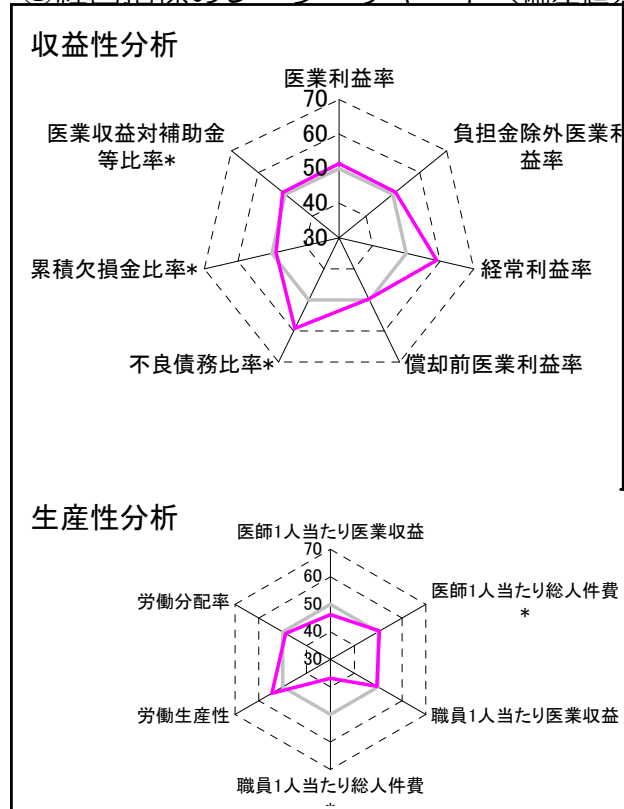 収益性分析
医業利益率
70
60
50
40
30
負担金除外医業利
益率
経常利益率
償却前医業利益率
不良債務比率*
累積欠損金比率*
医業収益対補助金
等比率*
生産性分析
医師1人当たり医業収益
70
60
50
40
30
医師1人当たり総人件費
*
職員1人当たり医業収益
職員1人当たり総人件費
*
労働生産性
労働分配率